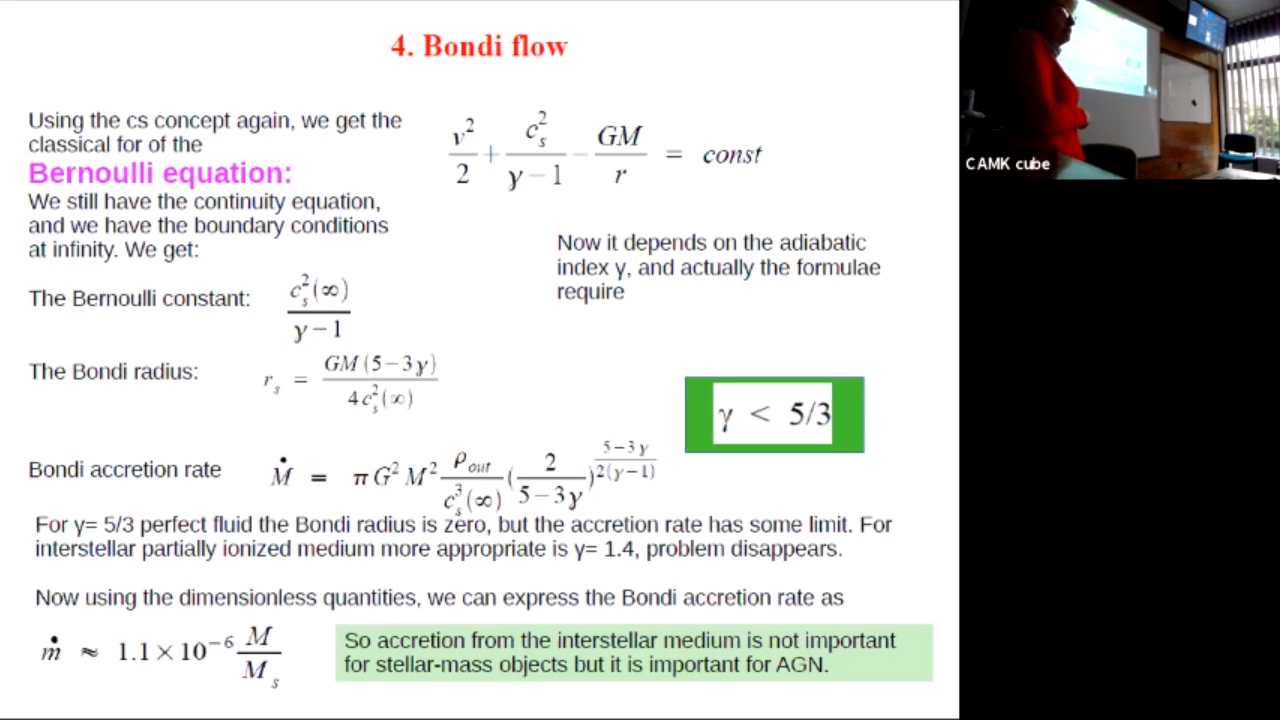 4. Bondi flow
Using the cs concept again, we get the
classical for of the
Bernoulli equation:
We still have the continuity equation,
and we have the boundary conditions
at infinity. We get:
v²/2 + c_s²/(γ−1) − GM/r = const
Now it depends on the adiabatic
index γ, and actually the formulae
require
The Bernoulli constant: c_s²(∞)/(γ−1)
The Bondi radius: r_s = GM(5−3γ)/(4c_s²(∞))
γ < 5/3
Bondi accretion rate Ṁ = πG²M² ρ_out/c_s³(∞) (2/(5−3γ))^((5−3γ)/(2(γ−1)))
For γ= 5/3 perfect fluid the Bondi radius is zero, but the accretion rate has some limit. For
interstellar partially ionized medium more appropriate is γ= 1.4, problem disappears.
Now using the dimensionless quantities, we can express the Bondi accretion rate as
ṁ ≈ 1.1×10⁻⁶ M/M_s
So accretion from the interstellar medium is not important
for stellar-mass objects but it is important for AGN.
CAMK cube